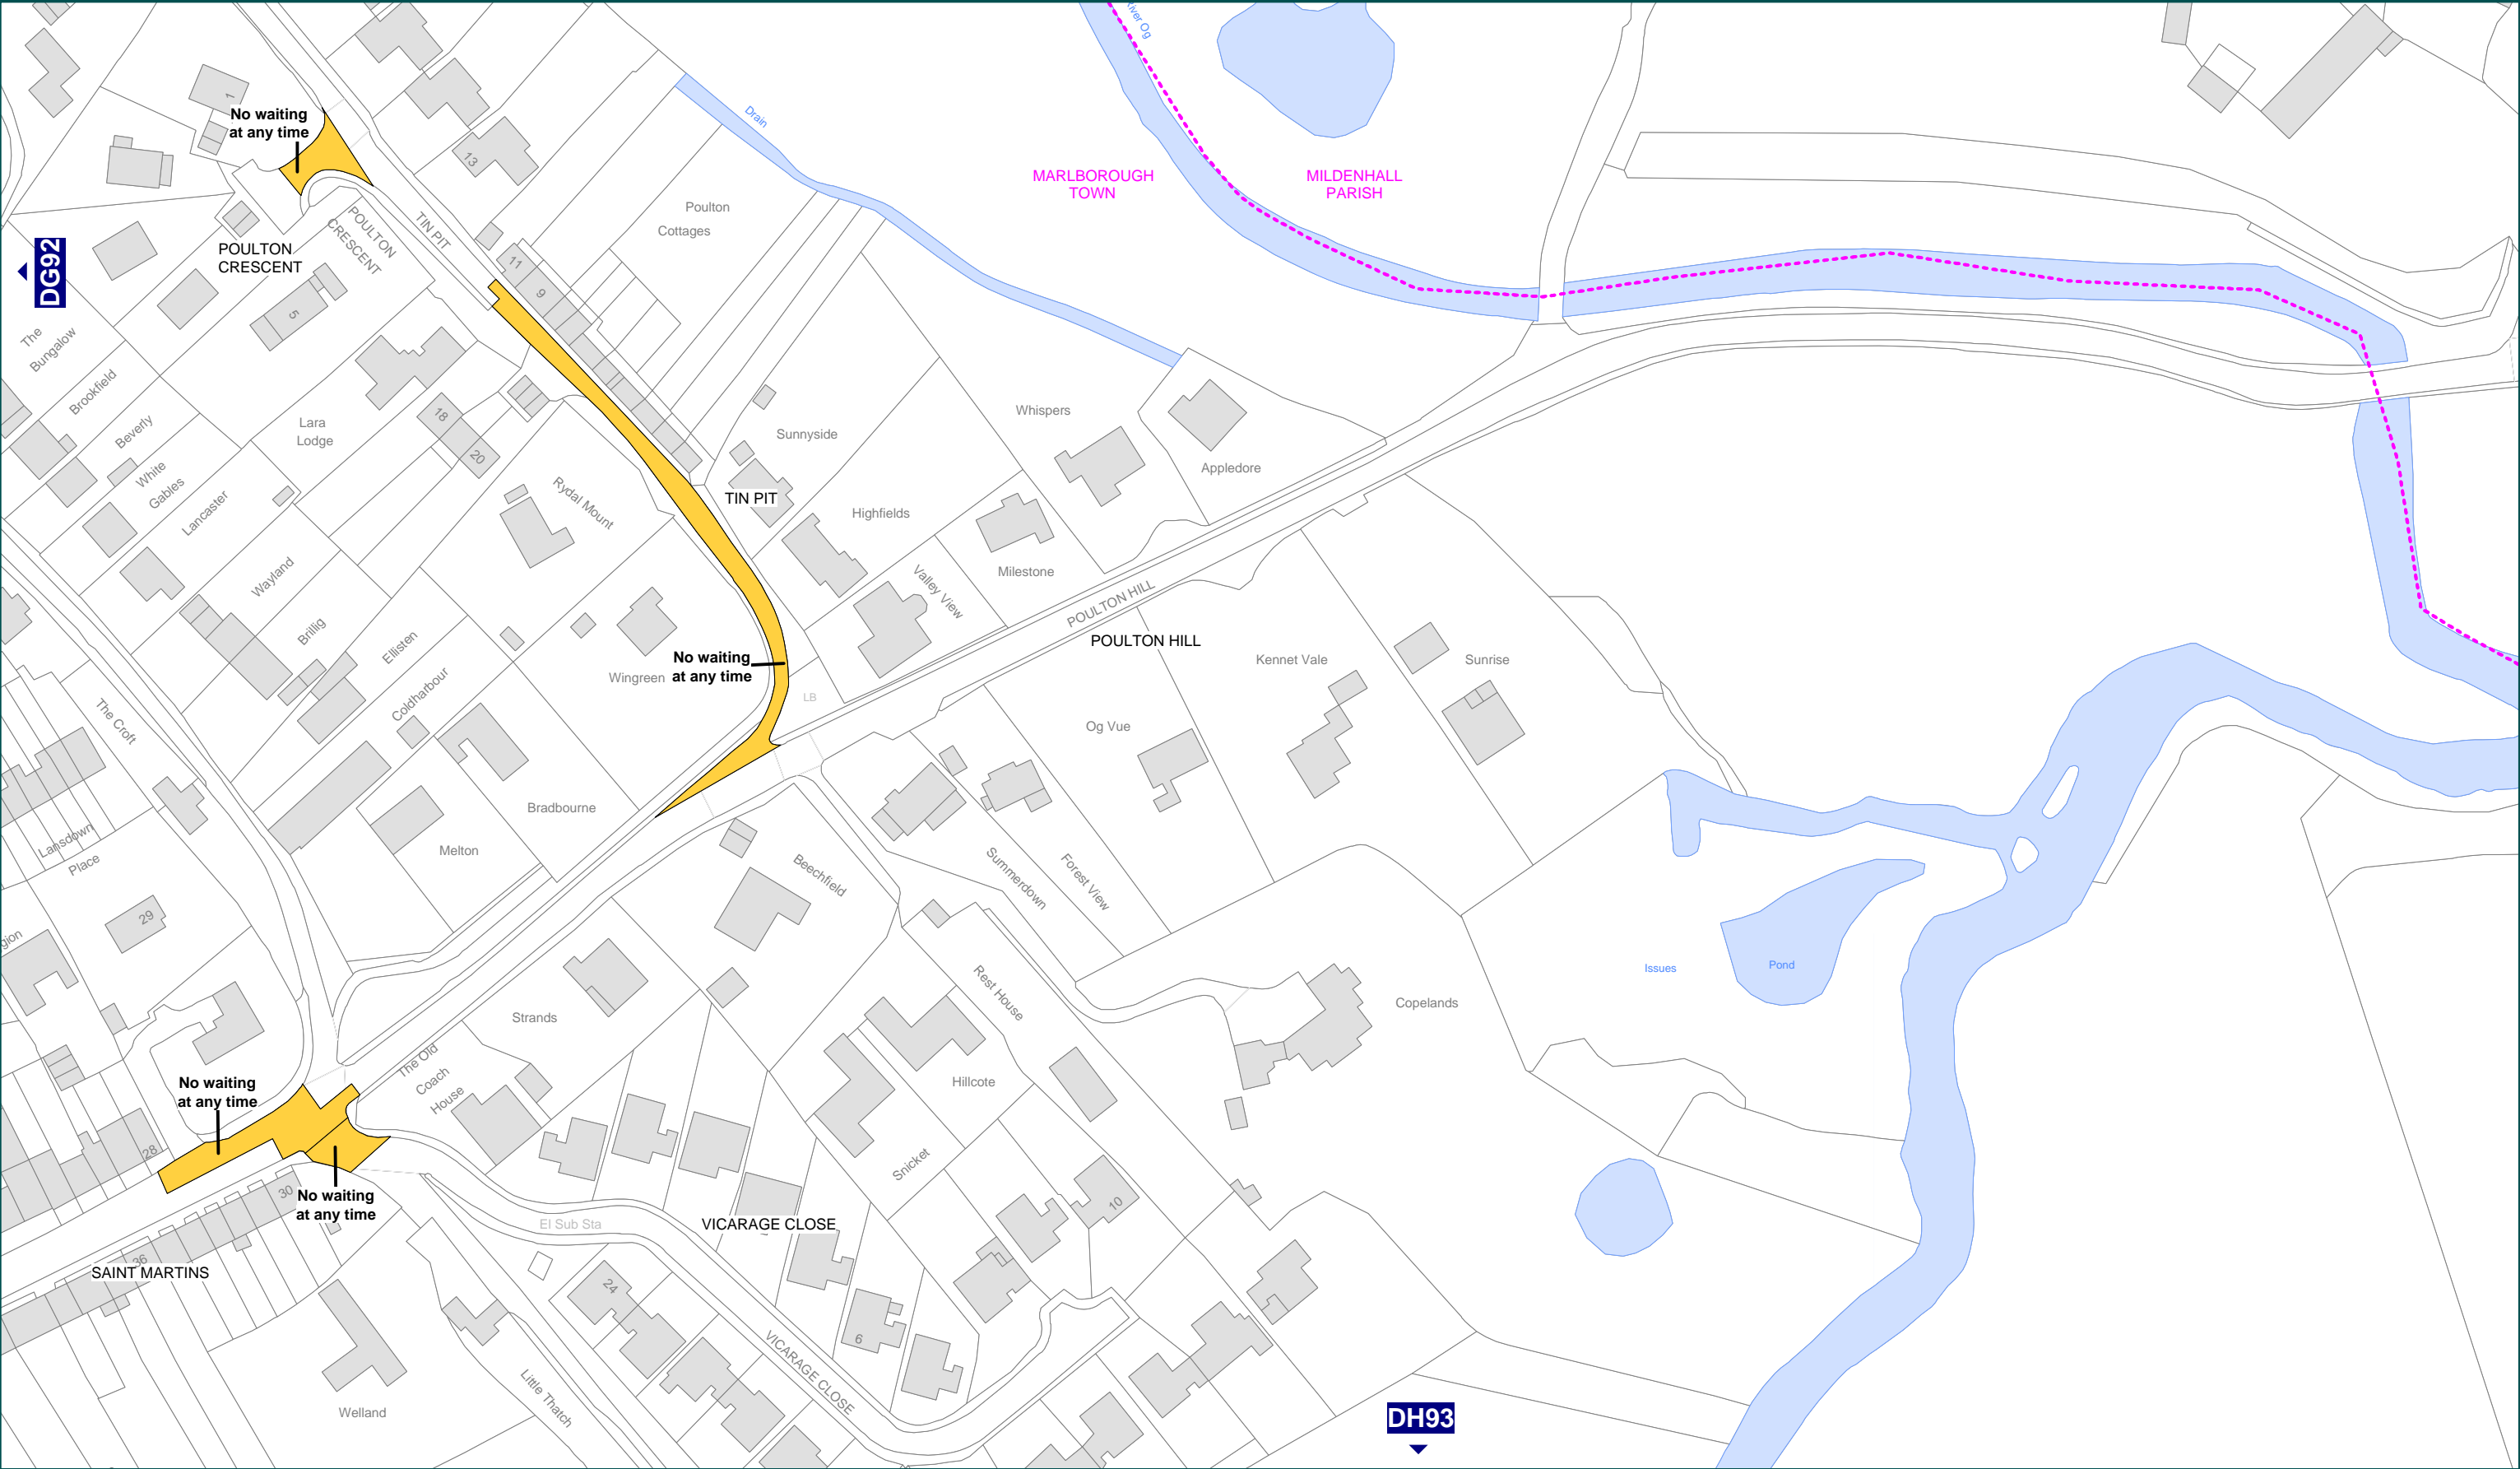 River Og
1
No waiting
at any time
Drain
13
MARLBOROUGH
TOWN
MILDENHALL
PARISH
POULTON
CRESCENT
TIN PIT
Poulton
Cottages
DG92
POULTON
CRESCENT
11
9
5
The
Bungalow
Brookfield
Beverly
White
Gables
Lancaster
Lara
Lodge
18
20
Rydal Mount
Sunnyside
TIN PIT
Highfields
Whispers
Appledore
Milestone
Valley View
POULTON HILL
POULTON HILL
Wayland
Brillig
Ellisten
Coldharbour
Wingreen
No waiting
at any time
LB
Kennet Vale
Sunrise
Og Vue
The Croft
Bradbourne
Melton
Lansdown
Place
Beechfield
Summerdown
Forest View
29
gion
Strands
Rest House
Issues
Pond
Copelands
The Old
Coach
House
Hillcote
No waiting
at any time
28
Snicket
30
No waiting
at any time
10
El Sub Sta
VICARAGE CLOSE
36
SAINT MARTINS
24
6
VICARAGE CLOSE
Little Thatch
Welland
DH93